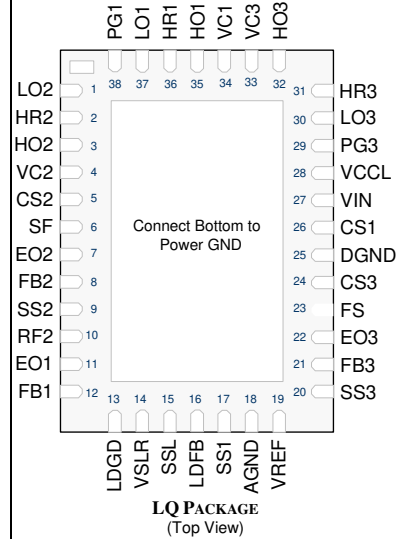 PG1 LO1 HR1 HO1 VC1 VC3 HO3
38 37 36 35 34 33 32
LO2 1 31 HR3
HR2 2 30 LO3
HO2 3 29 PG3
VC2 4 28 VCCL
CS2 5 27 VIN
SF 6 26 CS1
EO2 7 25 DGND
FB2 8 24 CS3
SS2 9 23 FS
RF2 10 22 EO3
EO1 11 21 FB3
FB1 12 20 SS3
Connect Bottom to
Power GND
13 14 15 16 17 18 19
LDGD VSLR SSL LDFB SS1 AGND VREF
LQ PACKAGE
(Top View)